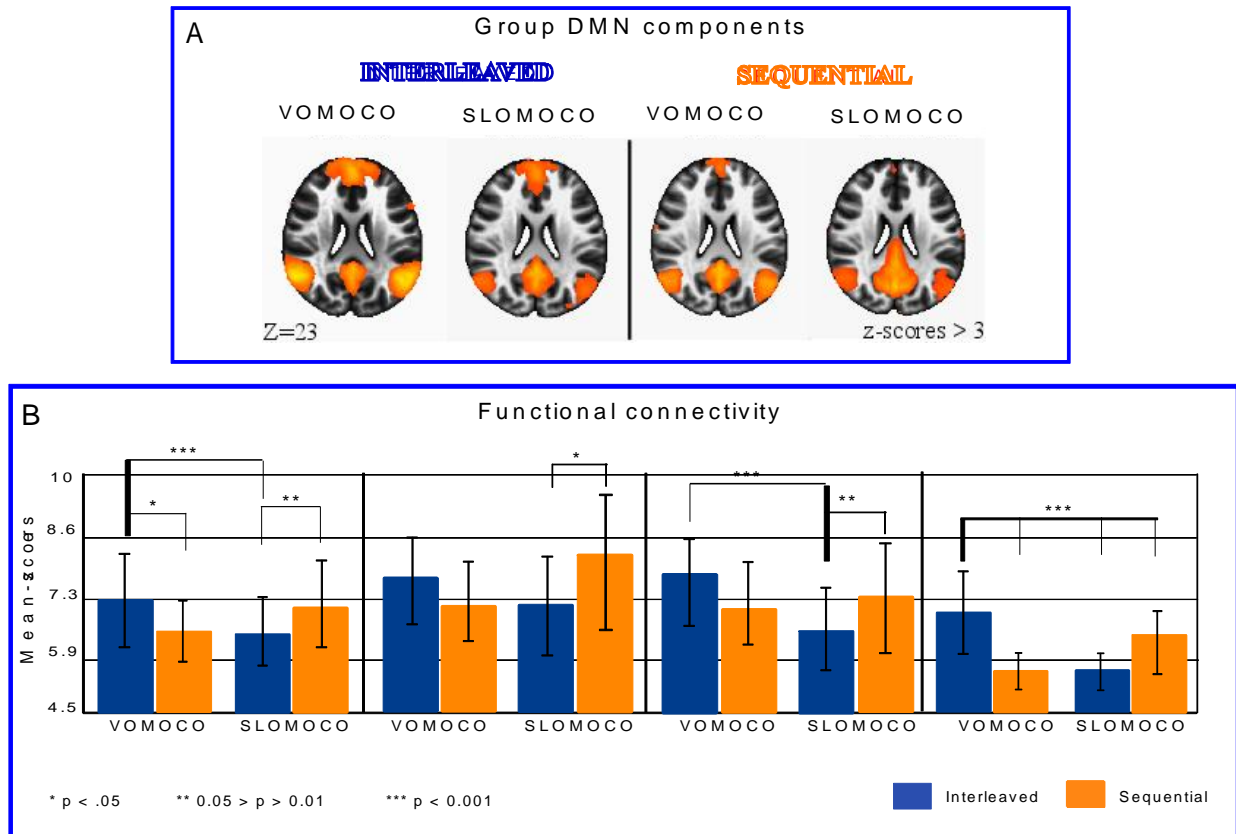 A
Group DMN components
INTERLEAVED SEQUENTIAL
VOMOCO SLOMOCO VOMOCO SLOMOCO
Z=23 z-scores > 3
B
Functional connectivity
*** * *** ** ***
* **
10
8.6
7.3
5.9
4.5
VOMOCO SLOMOCO VOMOCO SLOMOCO VOMOCO SLOMOCO VOMOCO SLOMOCO
* p < .05 ** 0.05 > p > 0.01 *** p < 0.001
Interleaved Sequential